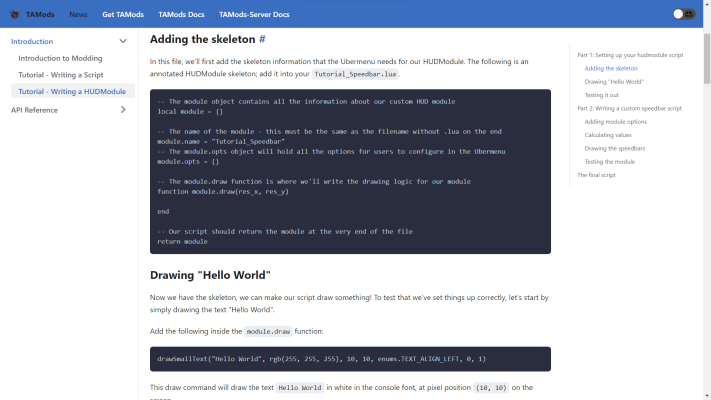 TAMods News Get TAMods TAMods Docs TAMods-Server Docs
Introduction
Introduction to Modding
Tutorial - Writing a Script
Tutorial - Writing a HUDModule
API Reference
Adding the skeleton #
In this file, we'll first add the skeleton information that the Ubermenu needs for our HUDModule. The following is an
annotated HUDModule skeleton; add it into your Tutorial_Speedbar.lua.
-- The module object contains all the information about our custom HUD module
local module = {}
-- The name of the module - this must be the same as the filename without .lua on the end
module.name = "Tutorial_Speedbar"
-- The module.opts object will hold all the options for users to configure in the Ubermenu
module.opts = {}
-- The module.draw function is where we'll write the drawing logic for our module
function module.draw(res_x, res_y)
end
-- Our script should return the module at the very end of the file
return module
Drawing "Hello World"
Now we have the skeleton, we can make our script draw something! To test that we've set things up correctly, let's start by
simply drawing the text "Hello World".
Add the following inside the module.draw function:
drawSmallText("Hello World", rgb(255, 255, 255), 10, 10, enums.TEXT_ALIGN_LEFT, 0, 1)
This draw command will draw the text Hello World in white in the console font, at pixel position (10, 10) on the
Part 1: Setting up your hudmodule script
Adding the skeleton
Drawing "Hello World"
Testing it out
Part 2: Writing a custom speedbar script
Adding module options
Calculating values
Drawing the speedbars
Testing the module
The final script